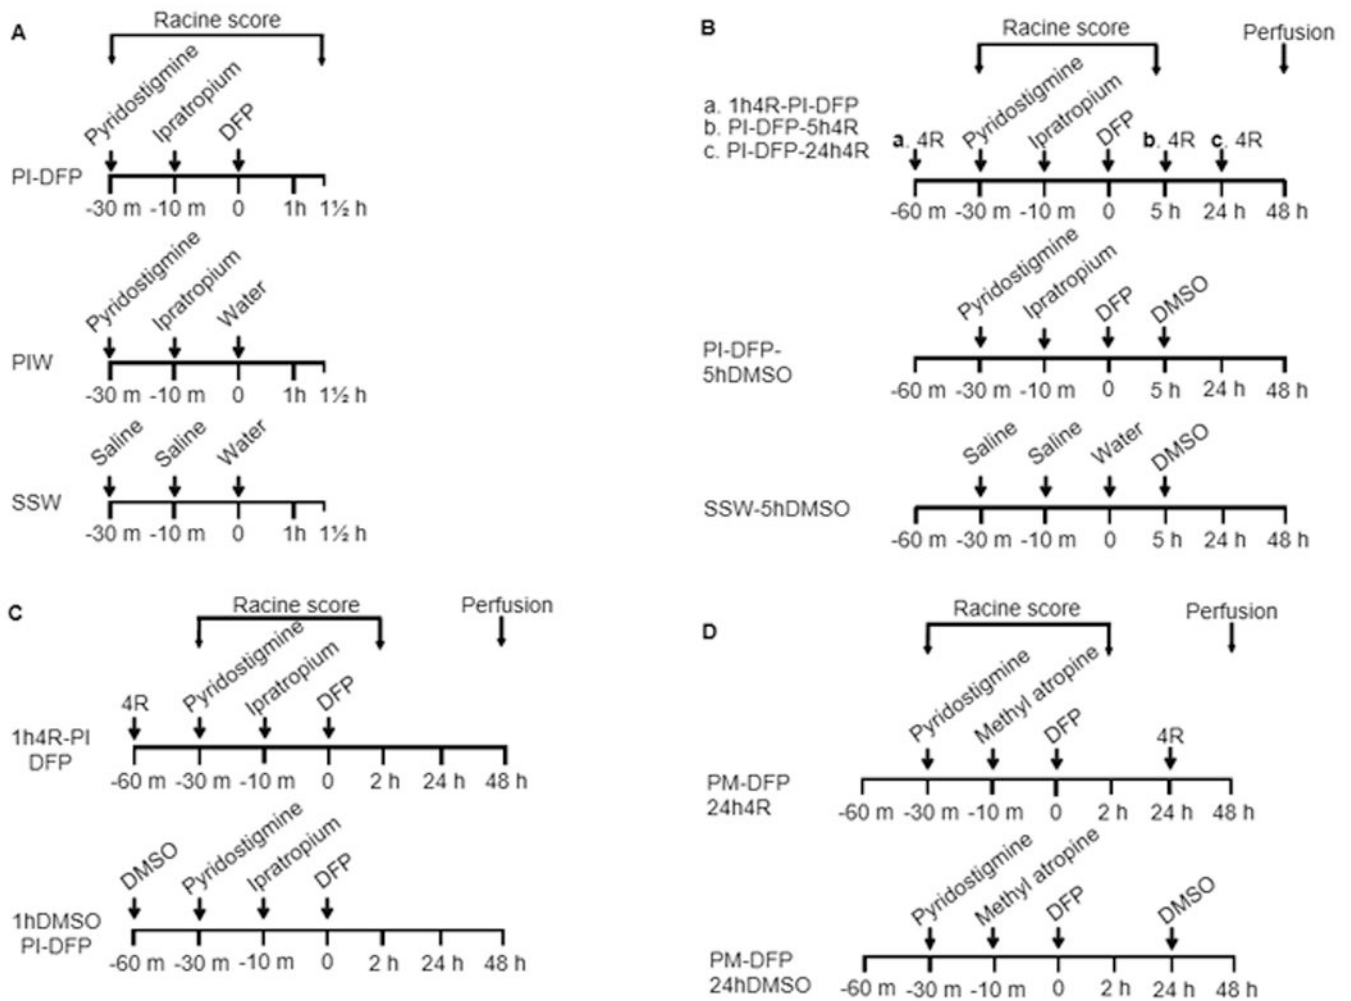 A
Racine score
Pyridostigmine
Ipratropium
DFP
PI-DFP
-30 m -10 m 0 1h 1½ h
Pyridostigmine
Ipratropium
Water
PIW
-30 m -10 m 0 1h 1½ h
Saline
Saline
Water
SSW
-30 m -10 m 0 1h 1½ h
B
Racine score
Perfusion
a. 1h4R-PI-DFP
b. PI-DFP-5h4R
c. PI-DFP-24h4R
a. 4R
Pyridostigmine
Ipratropium
DFP
b. 4R
c. 4R
-60 m -30 m -10 m 0 5 h 24 h 48 h
Pyridostigmine
Ipratropium
DFP
DMSO
PI-DFP-
5hDMSO
-60 m -30 m -10 m 0 5 h 24 h 48 h
Saline
Saline
Water
DMSO
SSW-5hDMSO
-60 m -30 m -10 m 0 5 h 24 h 48 h
C
Racine score
Perfusion
4R
Pyridostigmine
Ipratropium
DFP
1h4R-PI
DFP
-60 m -30 m -10 m 0 2 h 24 h 48 h
DMSO
Pyridostigmine
Ipratropium
DFP
1hDMSO
PI-DFP
-60 m -30 m -10 m 0 2 h 24 h 48 h
D
Racine score
Perfusion
Pyridostigmine
Methyl atropine
DFP
4R
PM-DFP
24h4R
-60 m -30 m -10 m 0 2 h 24 h 48 h
Pyridostigmine
Methyl atropine
DFP
DMSO
PM-DFP
24hDMSO
-60 m -30 m -10 m 0 2 h 24 h 48 h